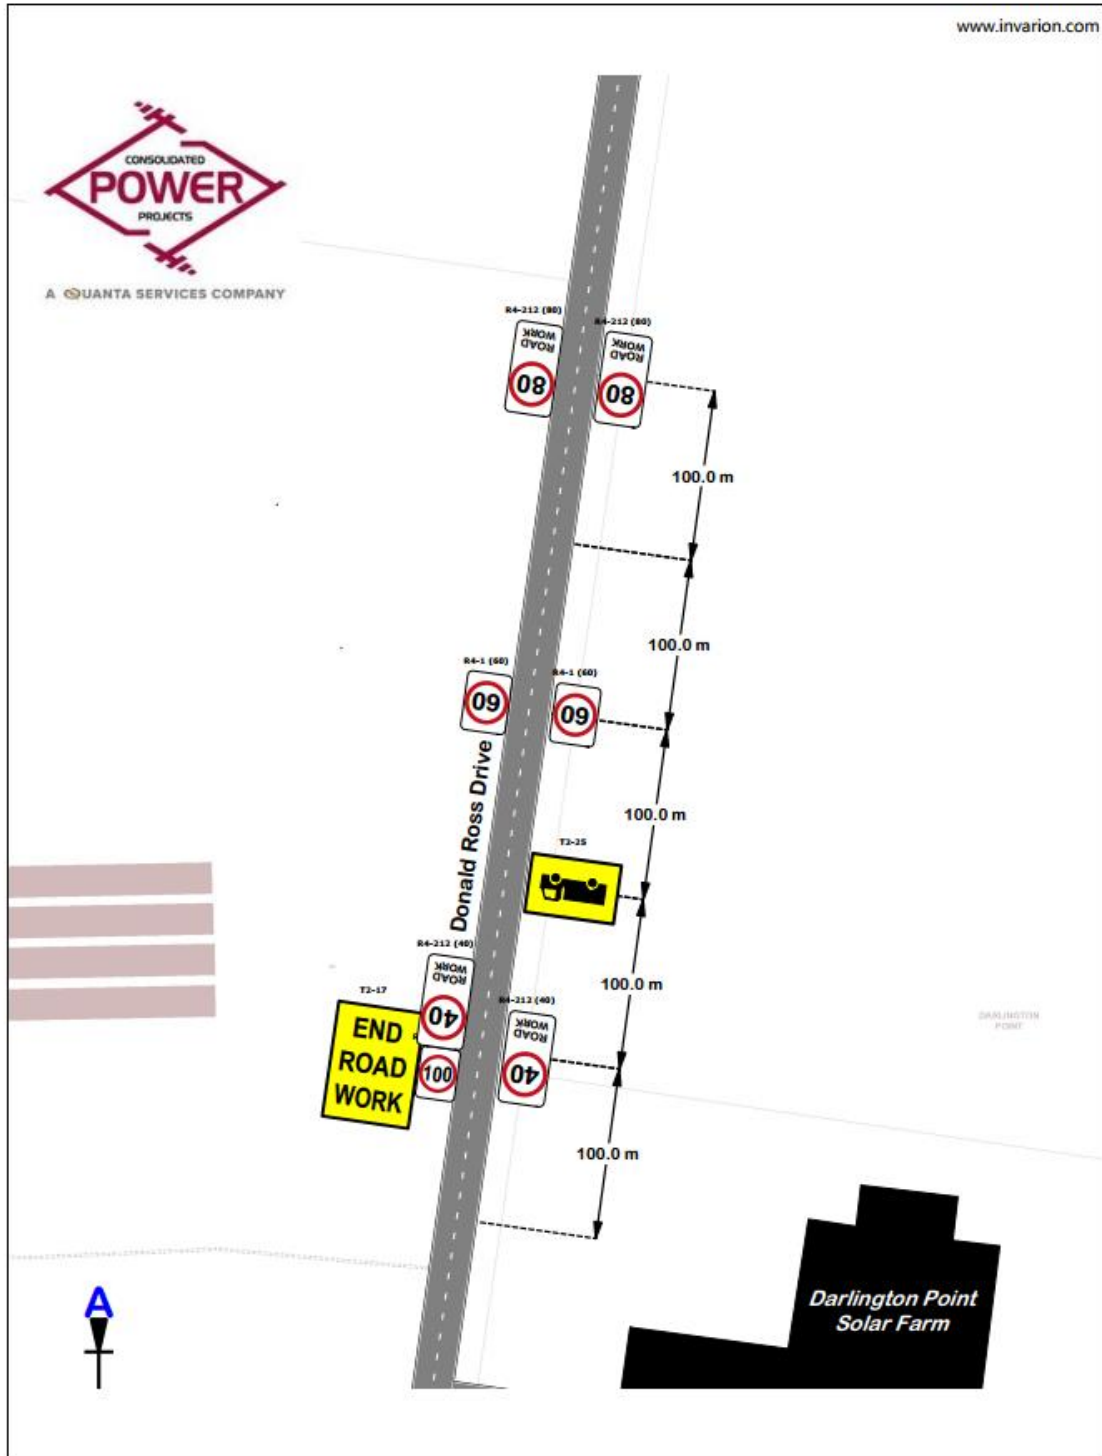 www.invarion.com
CONSOLIDATED
POWER
PROJECTS
A QUANTA SERVICES COMPANY
R4-212 (80)
ROAD
WORK
80
R4-212 (80)
ROAD
WORK
80
100.0 m
100.0 m
R4-1 (60)
60
R4-1 (60)
60
Donald Ross Drive
100.0 m
T2-25
R4-212 (40)
ROAD
WORK
40
100.0 m
T2-17
END
ROAD
WORK
100
R4-212 (40)
ROAD
WORK
40
DARLINGTON
POINT
100.0 m
Darlington Point
Solar Farm
A